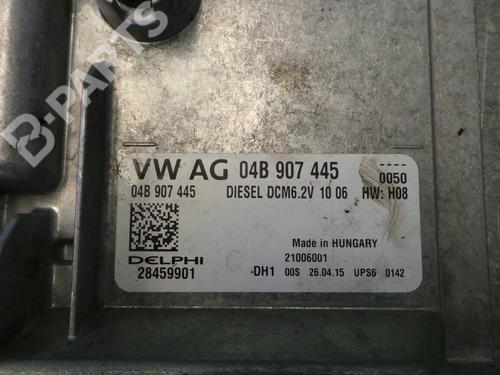 B-PARTS
VW AG 04B 907 445
0050
04B 907 445 DIESEL DCM6.2V 10 06 HW: H08
Made in HUNGARY
DELPHI 21006001
28459901 -DH1 00S 26.04.15 UPS6 0142